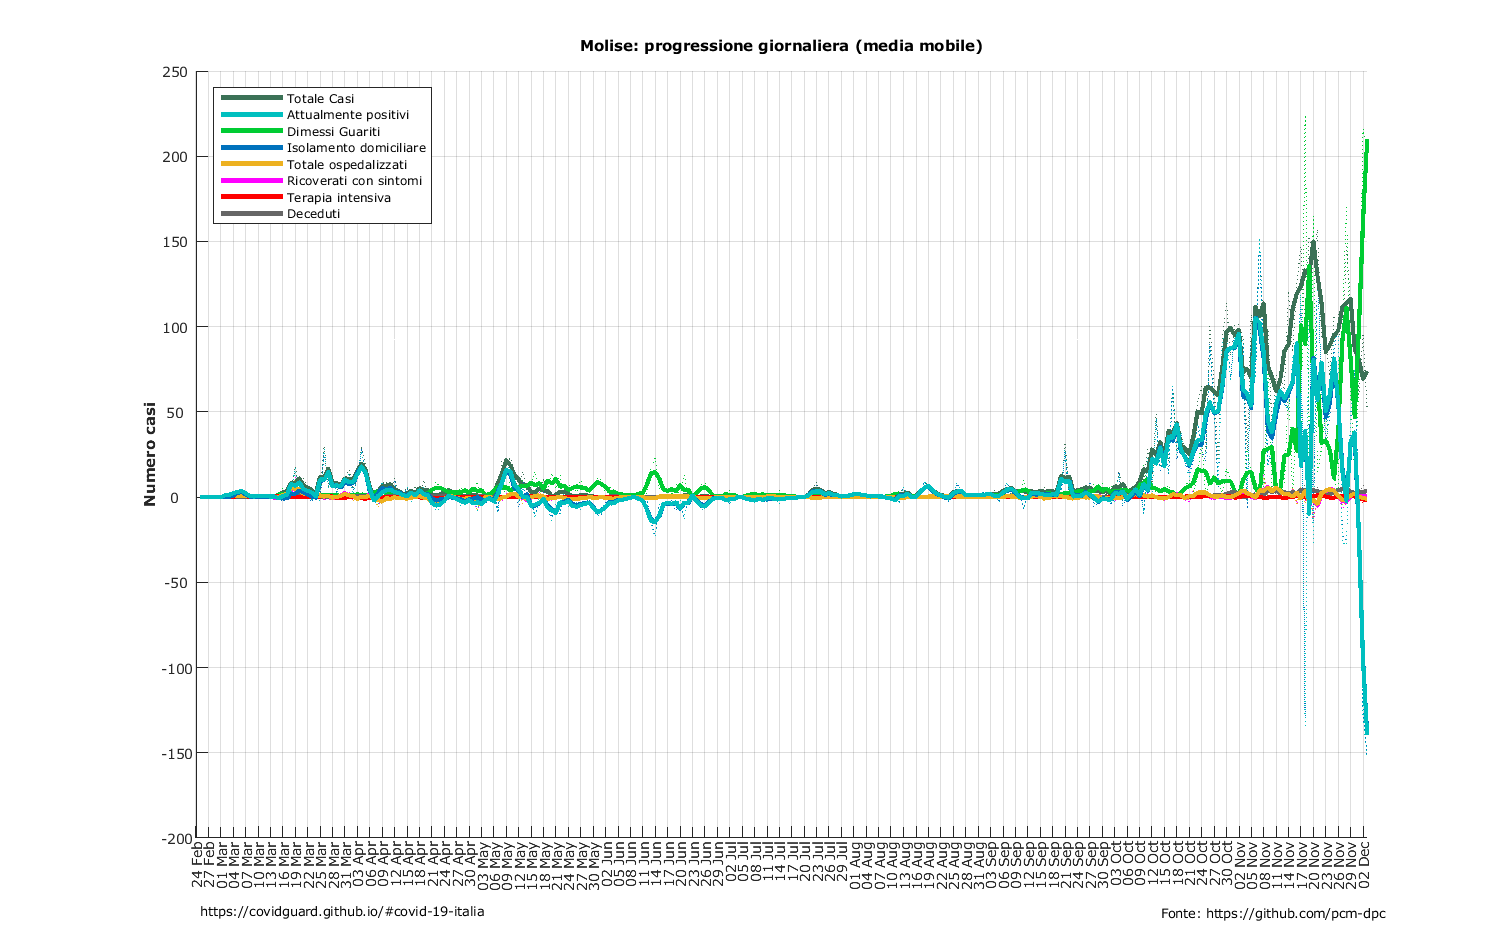 Molise: progressione giornaliera (media mobile)
250
200
150
100
50
0
-50
-100
-150
-200
Numero casi
Totale Casi
Attualmente positivi
Dimessi Guariti
Isolamento domiciliare
Totale ospedalizzati
Ricoverati con sintomi
Terapia intensiva
Deceduti
24 Feb
27 Feb
01 Mar
04 Mar
07 Mar
10 Mar
13 Mar
16 Mar
19 Mar
22 Mar
25 Mar
28 Mar
31 Mar
03 Apr
06 Apr
09 Apr
12 Apr
15 Apr
18 Apr
21 Apr
24 Apr
27 Apr
30 Apr
03 May
06 May
09 May
12 May
15 May
18 May
21 May
24 May
27 May
30 May
02 Jun
05 Jun
08 Jun
11 Jun
14 Jun
17 Jun
20 Jun
23 Jun
26 Jun
29 Jun
02 Jul
05 Jul
08 Jul
11 Jul
14 Jul
17 Jul
20 Jul
23 Jul
26 Jul
29 Jul
01 Aug
04 Aug
07 Aug
10 Aug
13 Aug
16 Aug
19 Aug
22 Aug
25 Aug
28 Aug
31 Aug
03 Sep
06 Sep
09 Sep
12 Sep
15 Sep
18 Sep
21 Sep
24 Sep
27 Sep
30 Sep
03 Oct
06 Oct
09 Oct
12 Oct
15 Oct
18 Oct
21 Oct
24 Oct
27 Oct
30 Oct
02 Nov
05 Nov
08 Nov
11 Nov
14 Nov
17 Nov
20 Nov
23 Nov
26 Nov
29 Nov
02 Dec
https://covidguard.github.io/#covid-19-italia
Fonte: https://github.com/pcm-dpc